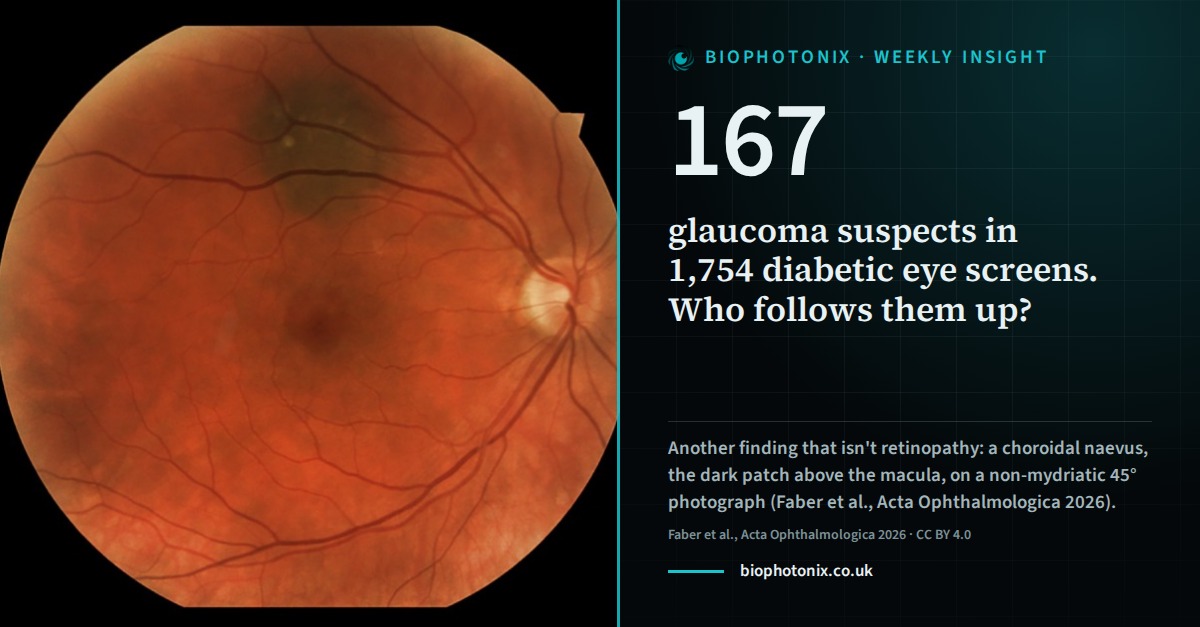 BIOPHOTONIX · WEEKLY INSIGHT
167
glaucoma suspects in
1,754 diabetic eye screens.
Who follows them up?
Another finding that isn't retinopathy: a choroidal naevus,
the dark patch above the macula, on a non-mydriatic 45°
photograph (Faber et al., Acta Ophthalmologica 2026).
Faber et al., Acta Ophthalmologica 2026 · CC BY 4.0
biophotonix.co.uk